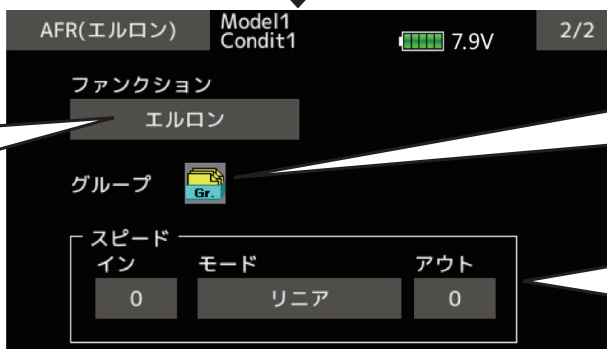 AFR(エルロン)
Model1
Condit1
7.9V
2/2
ファンクション
エルロン
グループ
Gr.
スピード
イン モード アウト
0 リニア 0